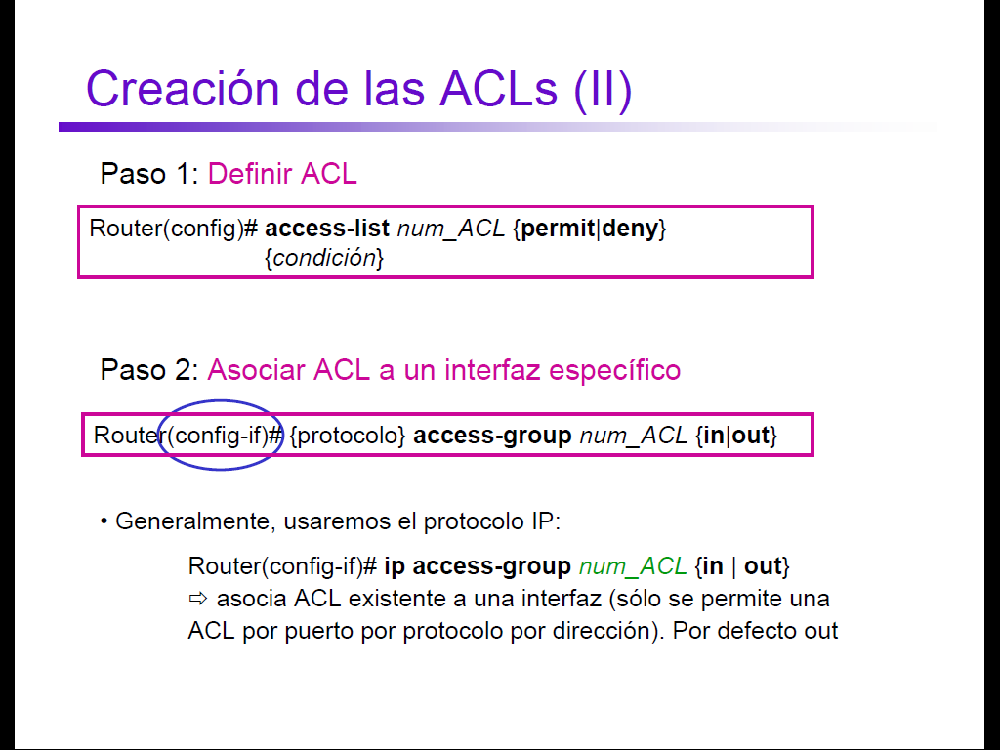 Creación de las ACLs (II)
Paso 1: Definir ACL
Router(config)# access-list num_ACL {permit|deny}
{condición}
Paso 2: Asociar ACL a un interfaz específico
Router(config-if)# {protocolo} access-group num_ACL {in|out}
• Generalmente, usaremos el protocolo IP:
Router(config-if)# ip access-group num_ACL {in | out}
⇨ asocia ACL existente a una interfaz (sólo se permite una
ACL por puerto por protocolo por dirección). Por defecto out